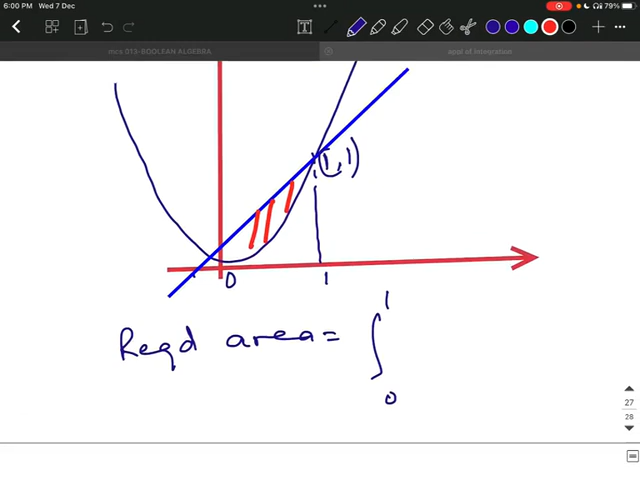 6:00 PM Wed 7 Dec
79%
mcs 013-BOOLEAN ALGEBRA
appl of integration
(1,1)
0 1
Reqd area = ∫
1
0
27
28